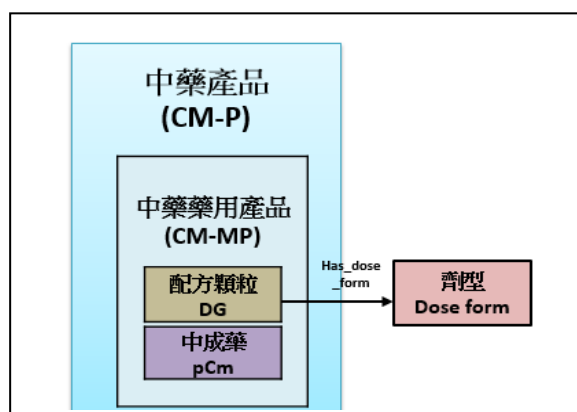 中藥產品
(CM-P)
中藥藥用產品
(CM-MP)
配方顆粒
DG
中成藥
pCm
Has_dose
_form
劑型
Dose form